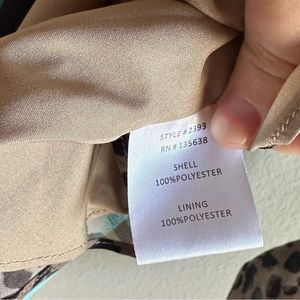 STYLE# 2393
RN # 135638
SHELL
100%POLYESTER
LINING
100%POLYESTER